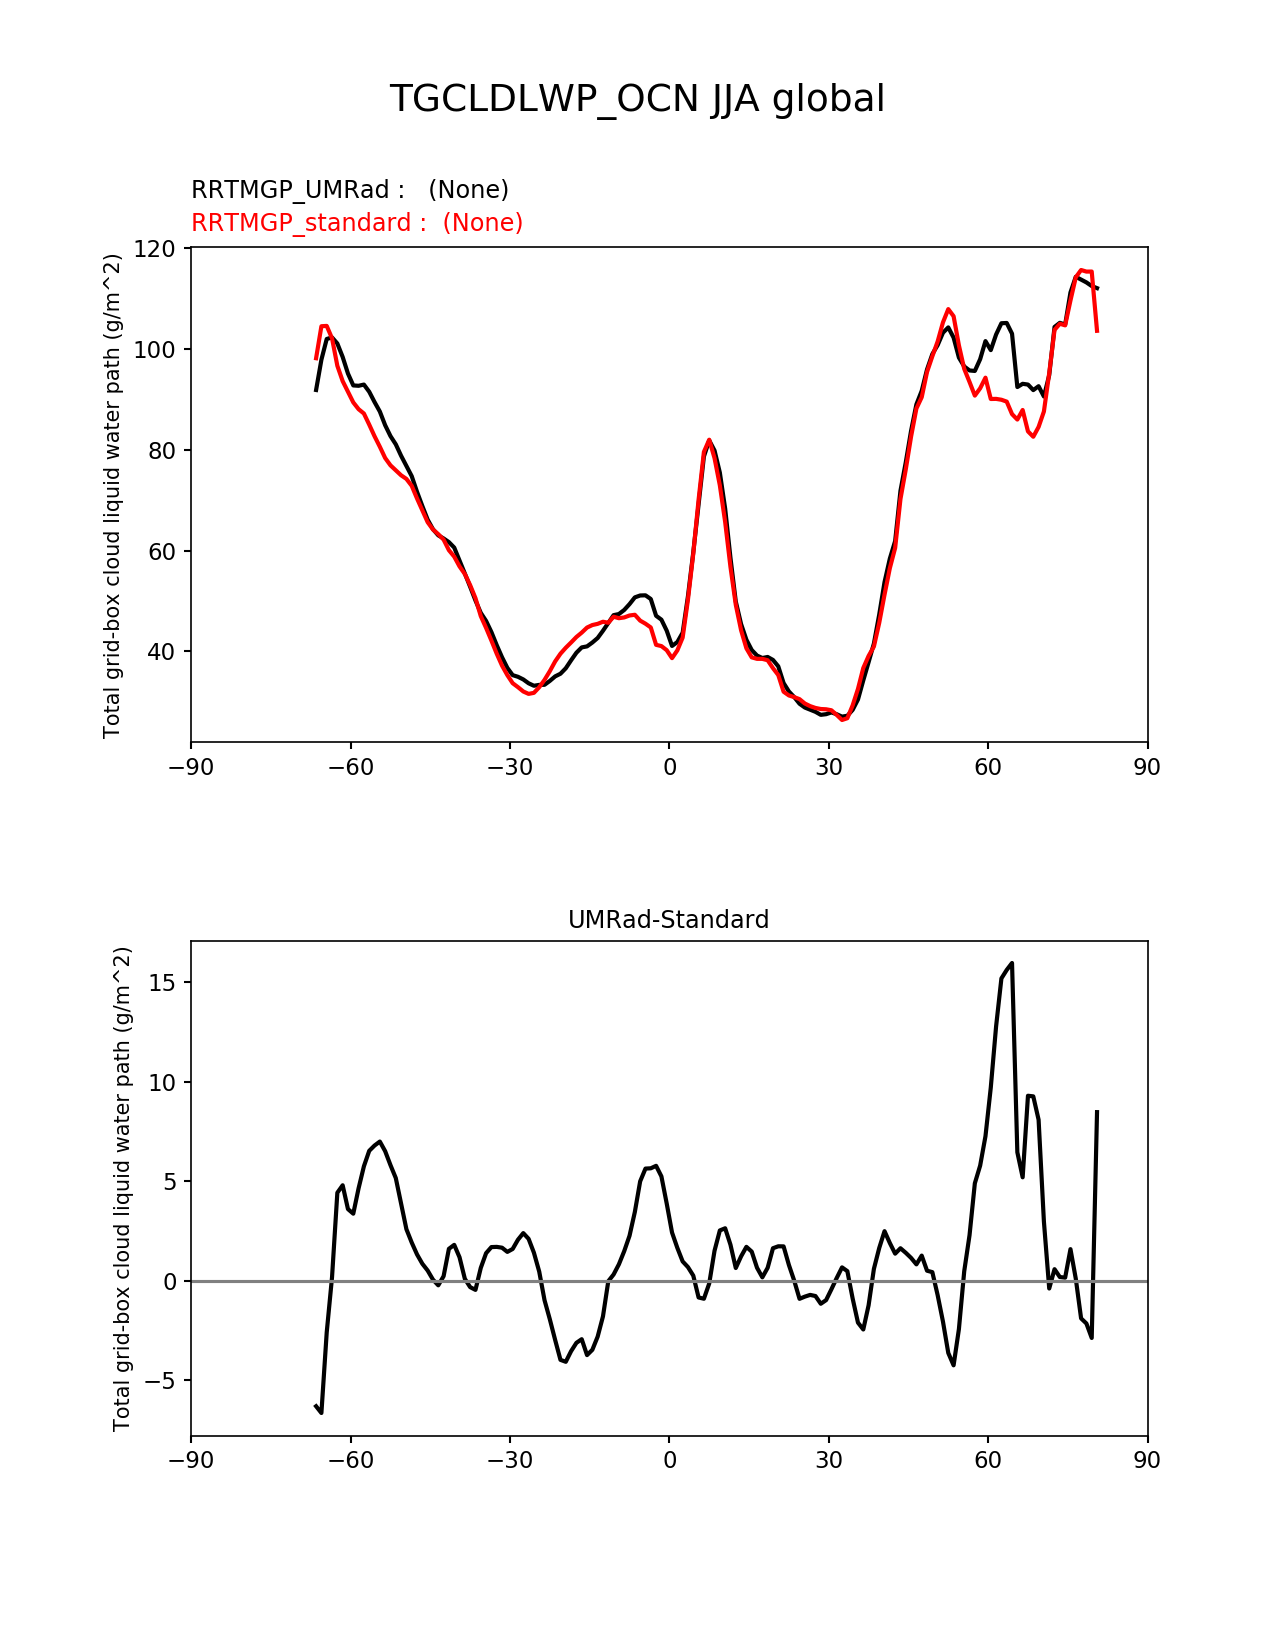 TGCLDLWP_OCN JJA global
RRTMGP_UMRad :   (None)
RRTMGP_standard :  (None)
Total grid-box cloud liquid water path (g/m^2)
120
100
80
60
40
−90 −60 −30 0 30 60 90
UMRad-Standard
Total grid-box cloud liquid water path (g/m^2)
15
10
5
0
−5
−90 −60 −30 0 30 60 90